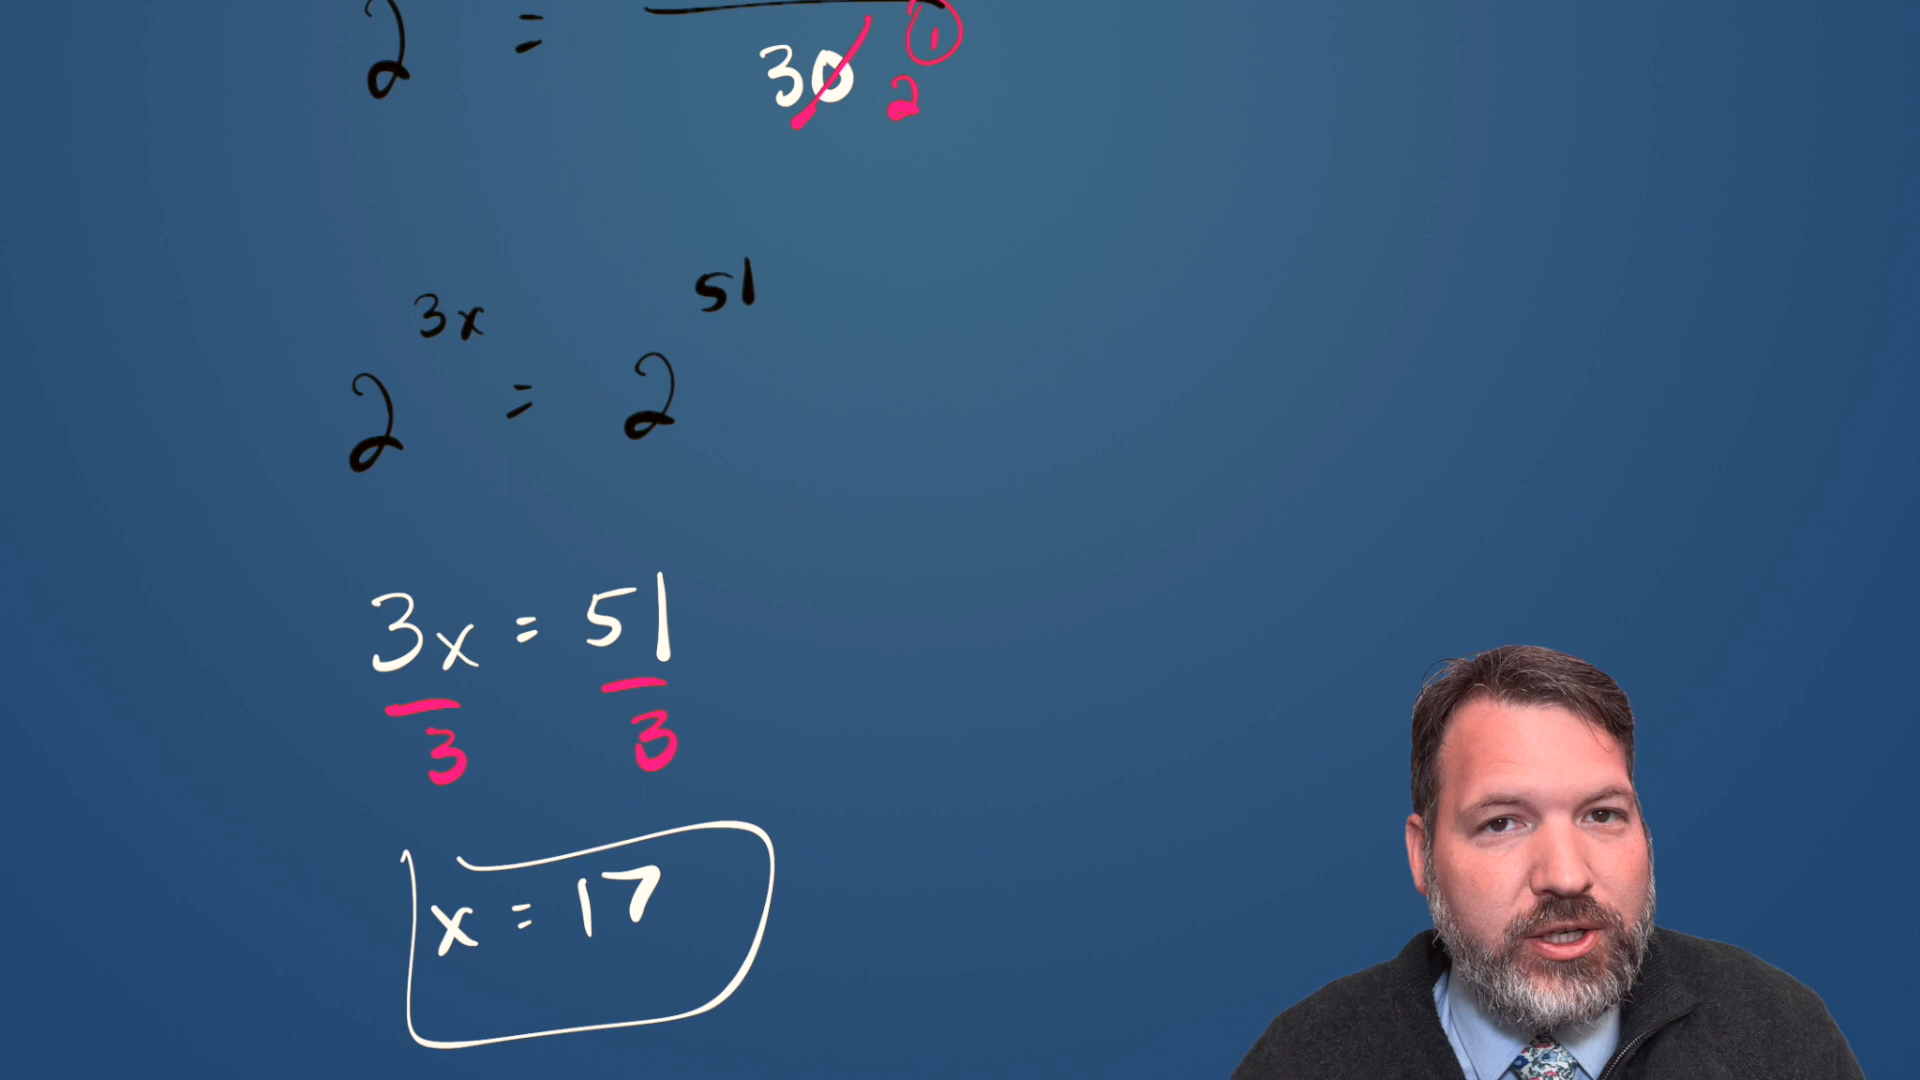 2 =
30 ① 2
2^3x = 2^51
3x = 51
3 3
x = 17